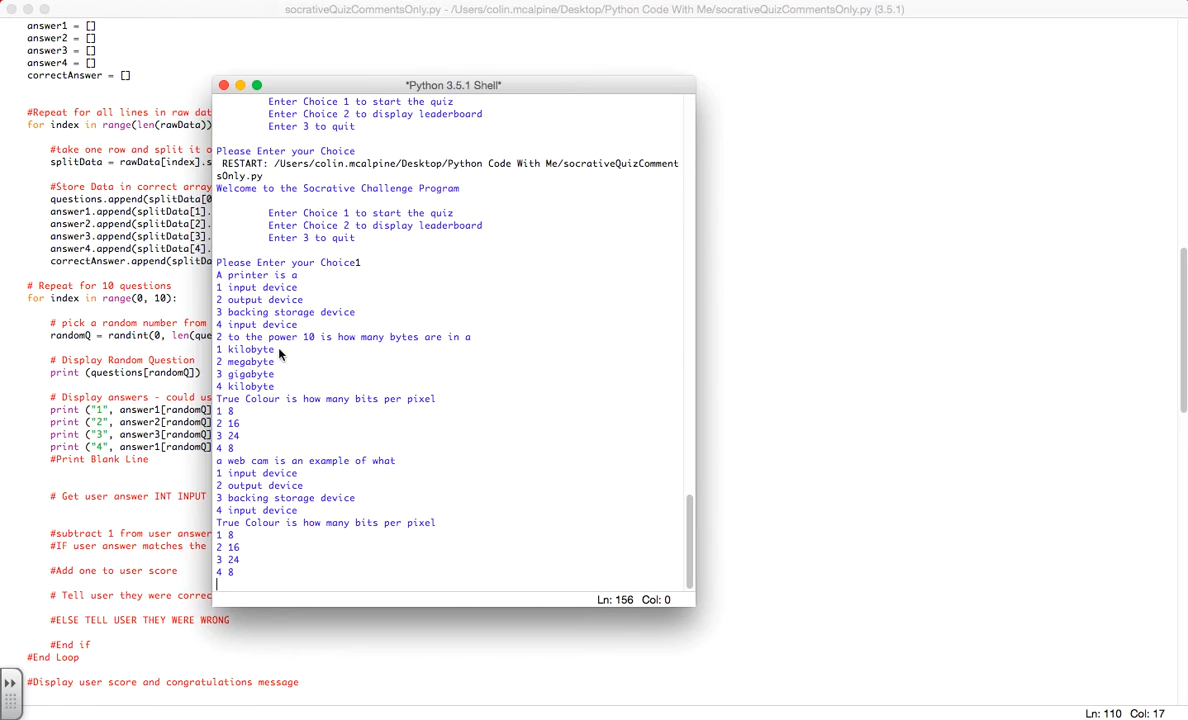 socrativeQuizCommentsOnly.py - /Users/colin.mcalpine/Desktop/Python Code With Me/socrativeQuizCommentsOnly.py (3.5.1)
answer1 = []
answer2 = []
answer3 = []
answer4 = []
correctAnswer = []
#Repeat for all lines in raw dat
for index in range(len(rawData))
#take one row and split it o
splitData = rawData[index].s
#Store Data in correct array
questions.append(splitData[0
answer1.append(splitData[1].
answer2.append(splitData[2].
answer3.append(splitData[3].
answer4.append(splitData[4].
correctAnswer.append(splitDa
# Repeat for 10 questions
for index in range(0, 10):
# pick a random number from
randomQ = randint(0, len(que
# Display Random Question
print (questions[randomQ])
# Display answers - could us
print ("1", answer1[randomQ]
print ("2", answer2[randomQ]
print ("3", answer3[randomQ]
print ("4", answer1[randomQ]
#Print Blank Line
# Get user answer INT INPUT
#subtract 1 from user answer
#IF user answer matches the
#Add one to user score
# Tell user they were correc
#ELSE TELL USER THEY WERE WRONG
#End if
#End Loop
#Display user score and congratulations message
*Python 3.5.1 Shell*
Enter Choice 1 to start the quiz
Enter Choice 2 to display leaderboard
Enter 3 to quit
Please Enter your Choice
RESTART: /Users/colin.mcalpine/Desktop/Python Code With Me/socrativeQuizComment
sOnly.py
Welcome to the Socrative Challenge Program
Enter Choice 1 to start the quiz
Enter Choice 2 to display leaderboard
Enter 3 to quit
Please Enter your Choice1
A printer is a
1 input device
2 output device
3 backing storage device
4 input device
2 to the power 10 is how many bytes are in a
1 kilobyte
2 megabyte
3 gigabyte
4 kilobyte
True Colour is how many bits per pixel
1 8
2 16
3 24
4 8
a web cam is an example of what
1 input device
2 output device
3 backing storage device
4 input device
True Colour is how many bits per pixel
1 8
2 16
3 24
4 8
Ln: 156 Col: 0
Ln: 110 Col: 17